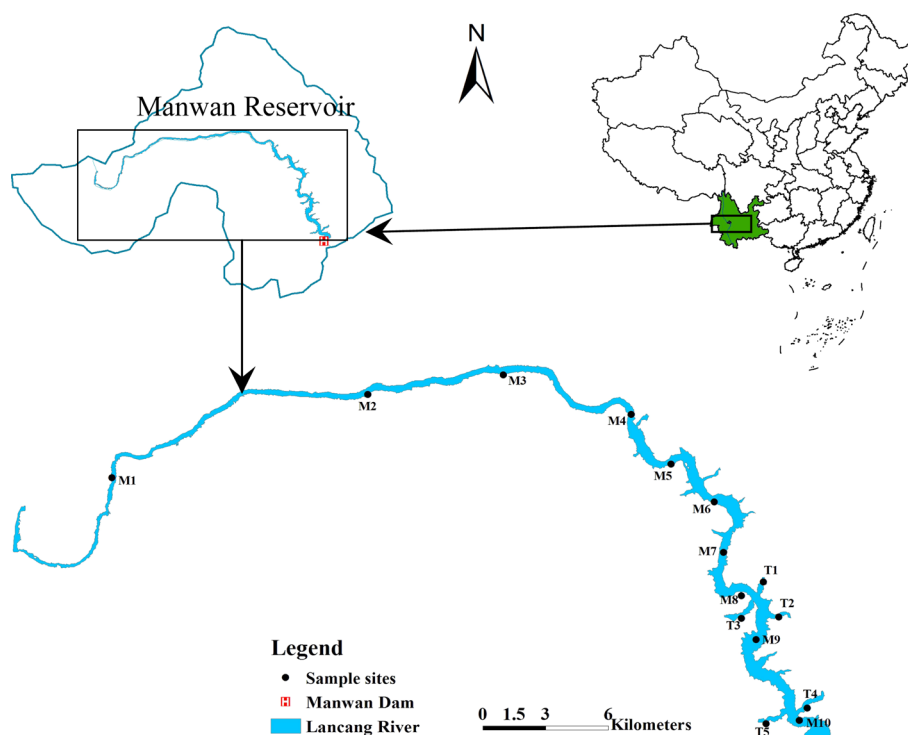 N
Manwan Reservoir
H
M3
M2
M4
M1
M5
M6
M7
T1
M8
T2
T3
M9
Legend
Sample sites
H Manwan Dam
Lancang River
0 1.5 3 6
Kilometers
T4
M10
T5